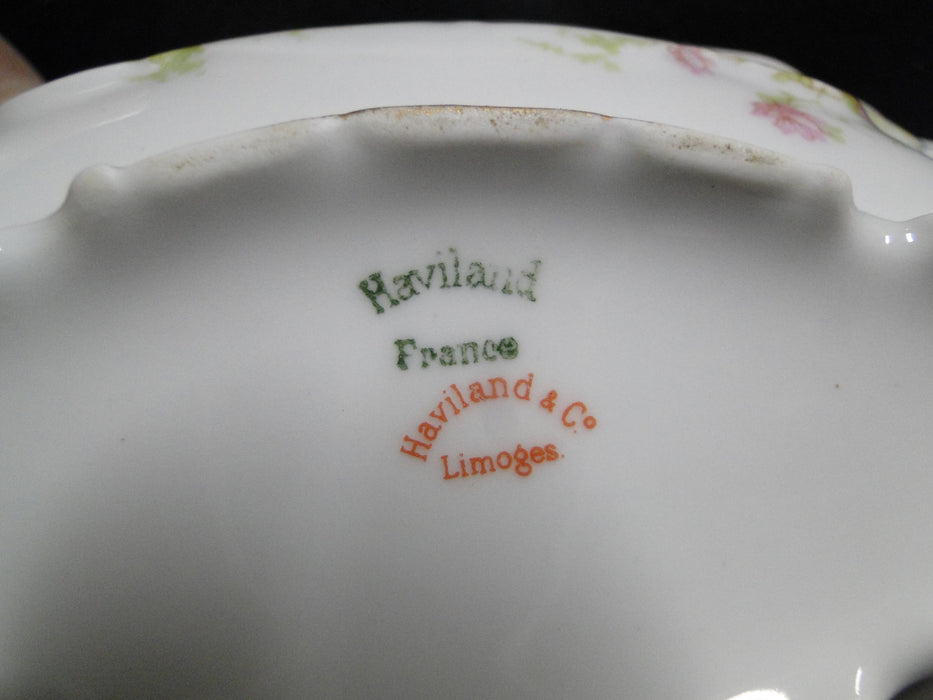 Haviland
France
Haviland & Co.
Limoges.